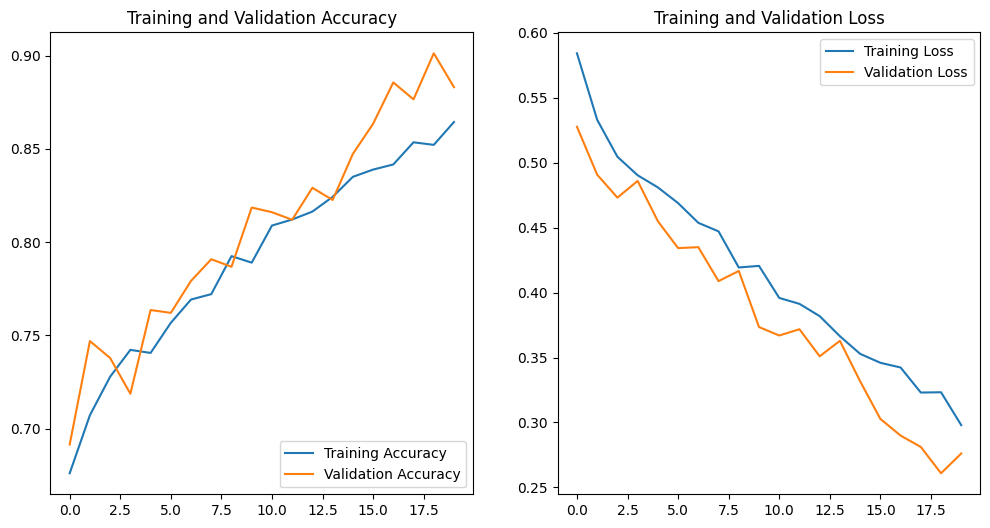 Training and Validation Accuracy
0.90
0.85
0.80
0.75
0.70
Training Accuracy
Validation Accuracy
0.0 2.5 5.0 7.5 10.0 12.5 15.0 17.5
Training and Validation Loss
0.60
0.55
0.50
0.45
0.40
0.35
0.30
0.25
Training Loss
Validation Loss
0.0 2.5 5.0 7.5 10.0 12.5 15.0 17.5